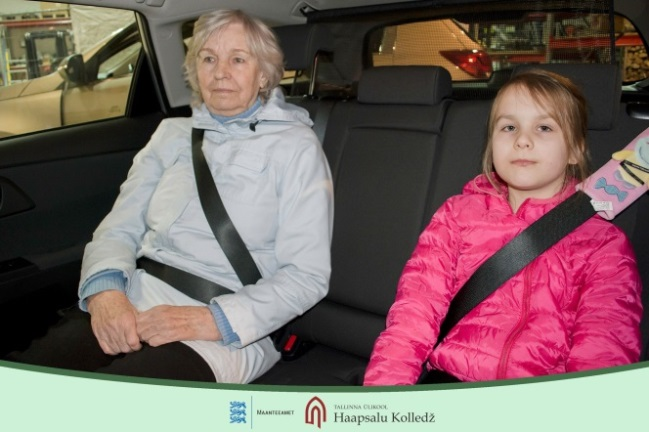 MAANTEEAMET
TALLINNA ÜLIKOOL
Haapsalu Kolledž